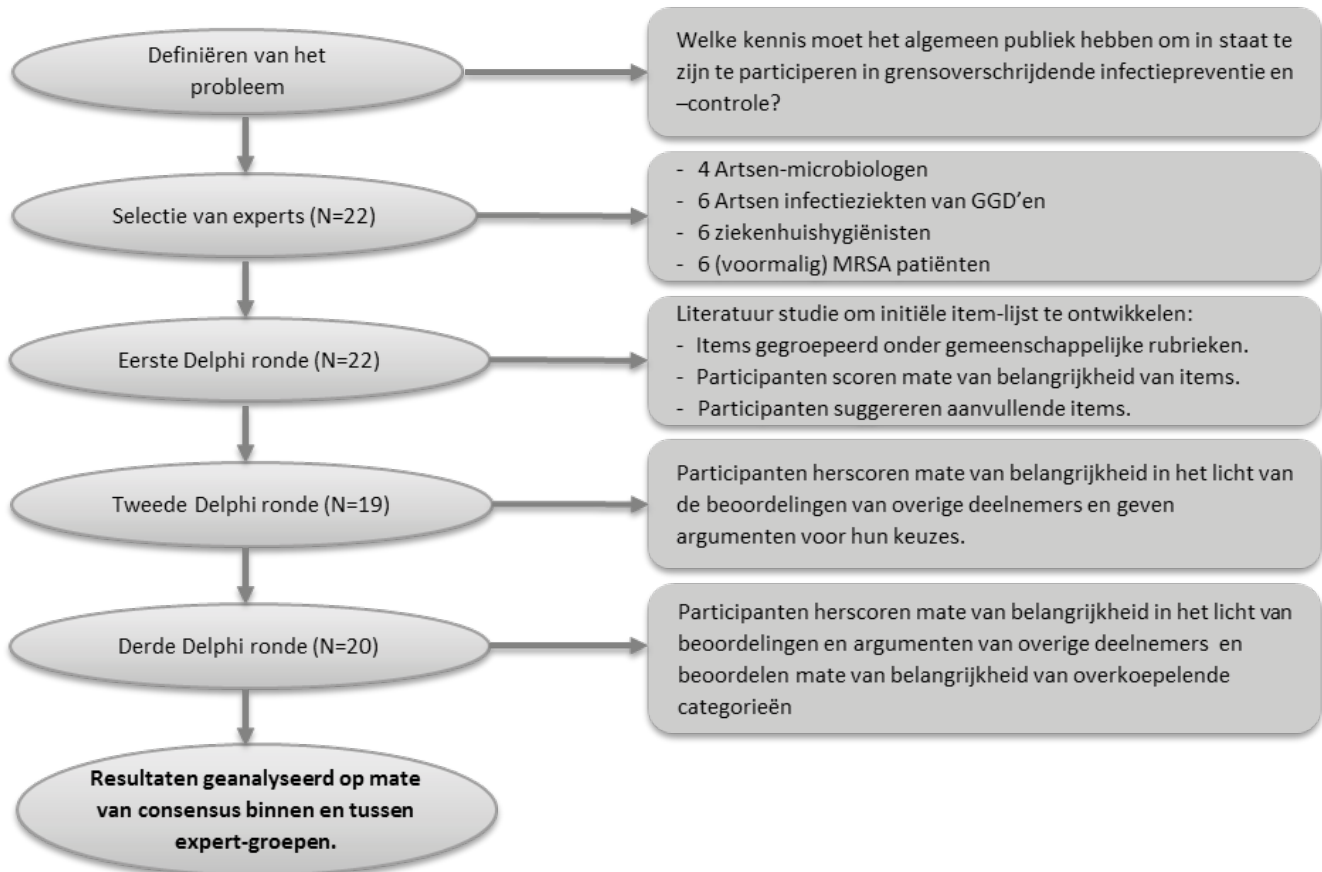 Definiëren van het
probleem
Welke kennis moet het algemeen publiek hebben om in staat te
zijn te participeren in grensoverschrijdende infectiepreventie en
–controle?
Selectie van experts (N=22)
- 4 Artsen-microbiologen
- 6 Artsen infectieziekten van GGD’en
- 6 ziekenhuishygiënisten
- 6 (voormalig) MRSA patiënten
Eerste Delphi ronde (N=22)
Literatuur studie om initiële item-lijst te ontwikkelen:
- Items gegroepeerd onder gemeenschappelijke rubrieken.
- Participanten scoren mate van belangrijkheid van items.
- Participanten suggereren aanvullende items.
Tweede Delphi ronde (N=19)
Participanten herscoren mate van belangrijkheid in het licht van
de beoordelingen van overige deelnemers en geven
argumenten voor hun keuzes.
Derde Delphi ronde (N=20)
Participanten herscoren mate van belangrijkheid in het licht van
beoordelingen en argumenten van overige deelnemers en
beoordelen mate van belangrijkheid van overkoepelende
categorieën
Resultaten geanalyseerd op mate
van consensus binnen en tussen
expert-groepen.